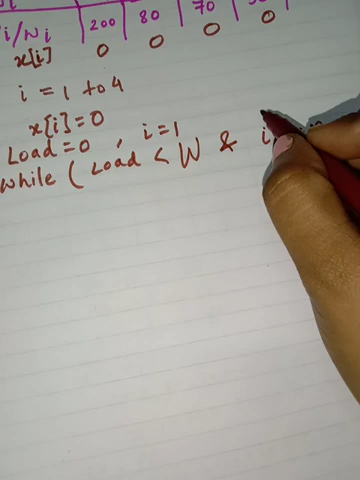 i/Ni 200 80 70
x[i] 0 0 0 0
i = 1 to 4
x[i]=0
Load=0, i=1
while ( Load < W & i